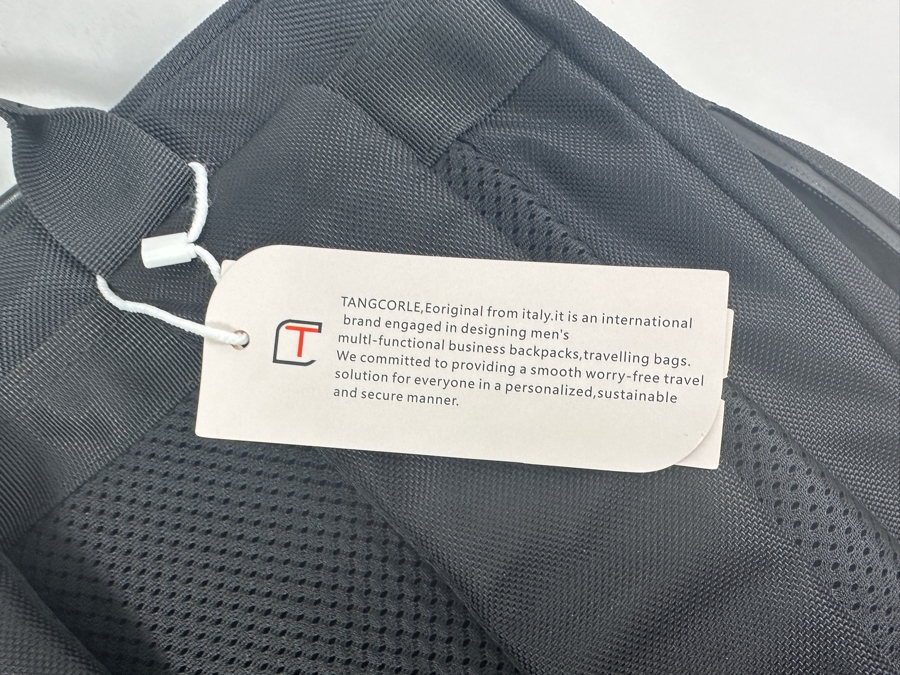 TANGCORLE,Eoriginal from italy.it is an international
brand engaged in designing men's
multl-functional business backpacks,travelling bags.
We committed to providing a smooth worry-free travel
solution for everyone in a personalized,sustainable
and secure manner.